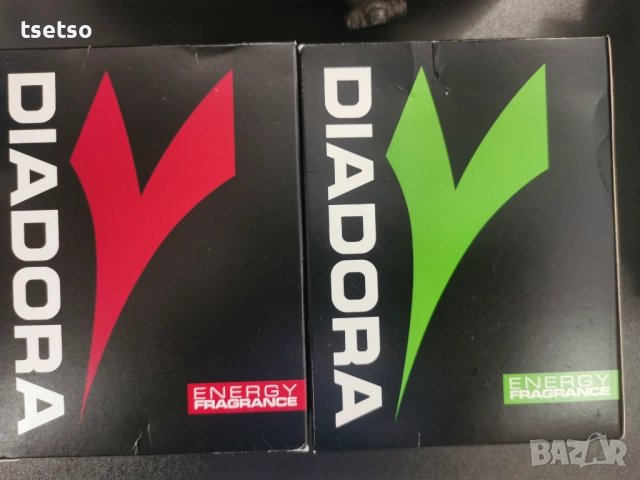 tsetso
DIADORA
ENERGY
FRAGRANCE
DIADORA
ENERGY
FRAGRANCE
BAZAR